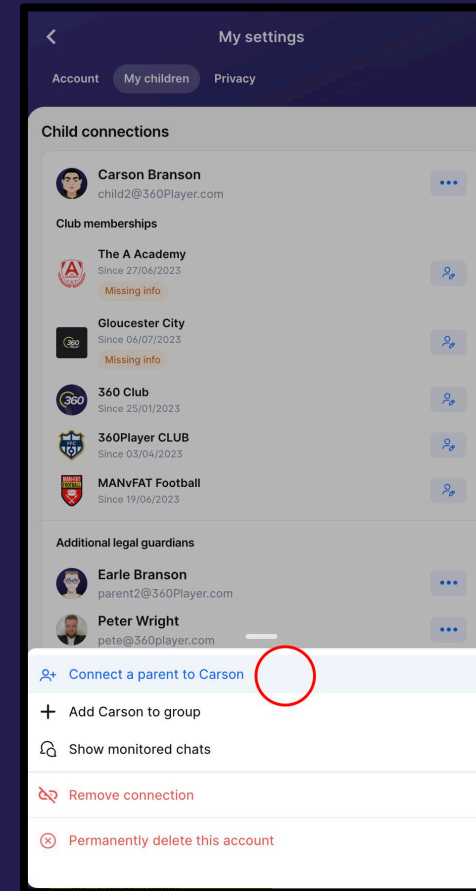 My settings
Account My children Privacy
Child connections
Carson Branson
child2@360Player.com
Club memberships
The A Academy
Since 27/06/2023
Missing info
Gloucester City
Since 06/07/2023
Missing info
360 Club
Since 25/01/2023
360Player CLUB
Since 03/04/2023
MANvFAT Football
Since 19/06/2023
Additional legal guardians
Earle Branson
parent2@360Player.com
Peter Wright
pete@360player.com
Connect a parent to Carson
Add Carson to group
Show monitored chats
Remove connection
Permanently delete this account